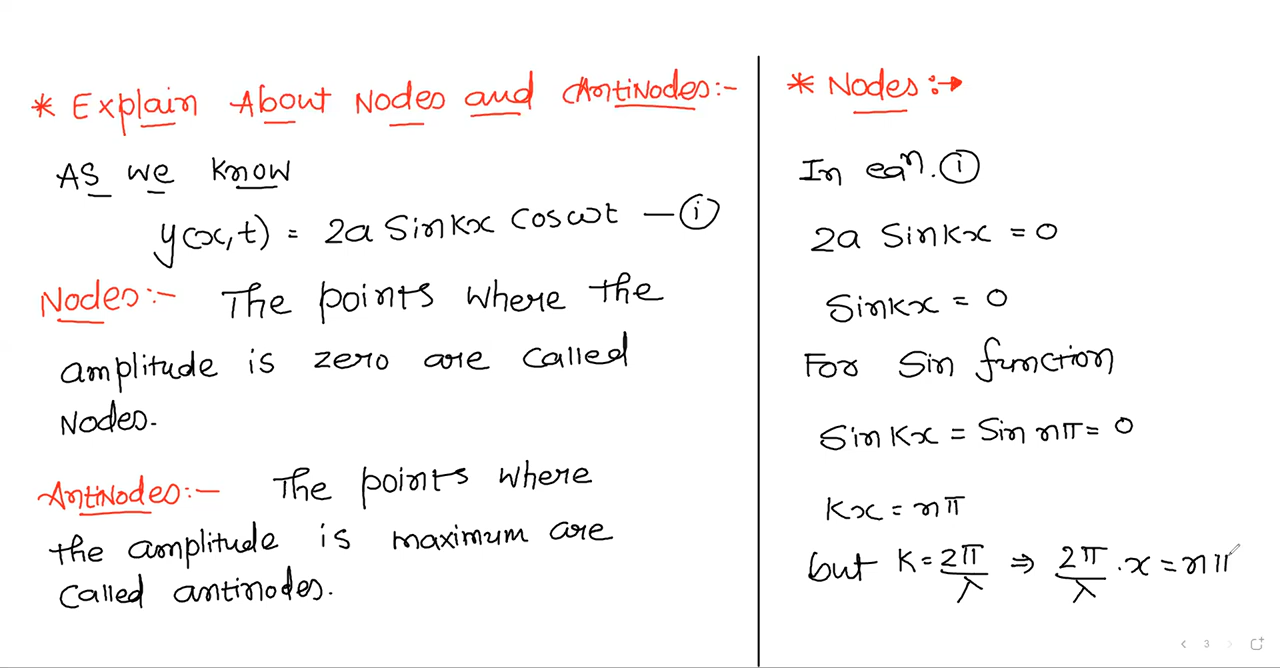 * Explain About Nodes and AntiNodes:-
As we know
y(x,t) = 2a Sinkx cosωt — (i)
Nodes:- The points where the
amplitude is zero are called
Nodes.
AntiNodes:- The points where
the amplitude is maximum are
called antinodes.
* Nodes:→
In eqn. (i)
2a Sinkx = 0
Sinkx = 0
For Sin function
Sin kx = Sin nπ = 0
kx = nπ
but k = 2π/λ ⇒ 2π/λ . x = nπ
3